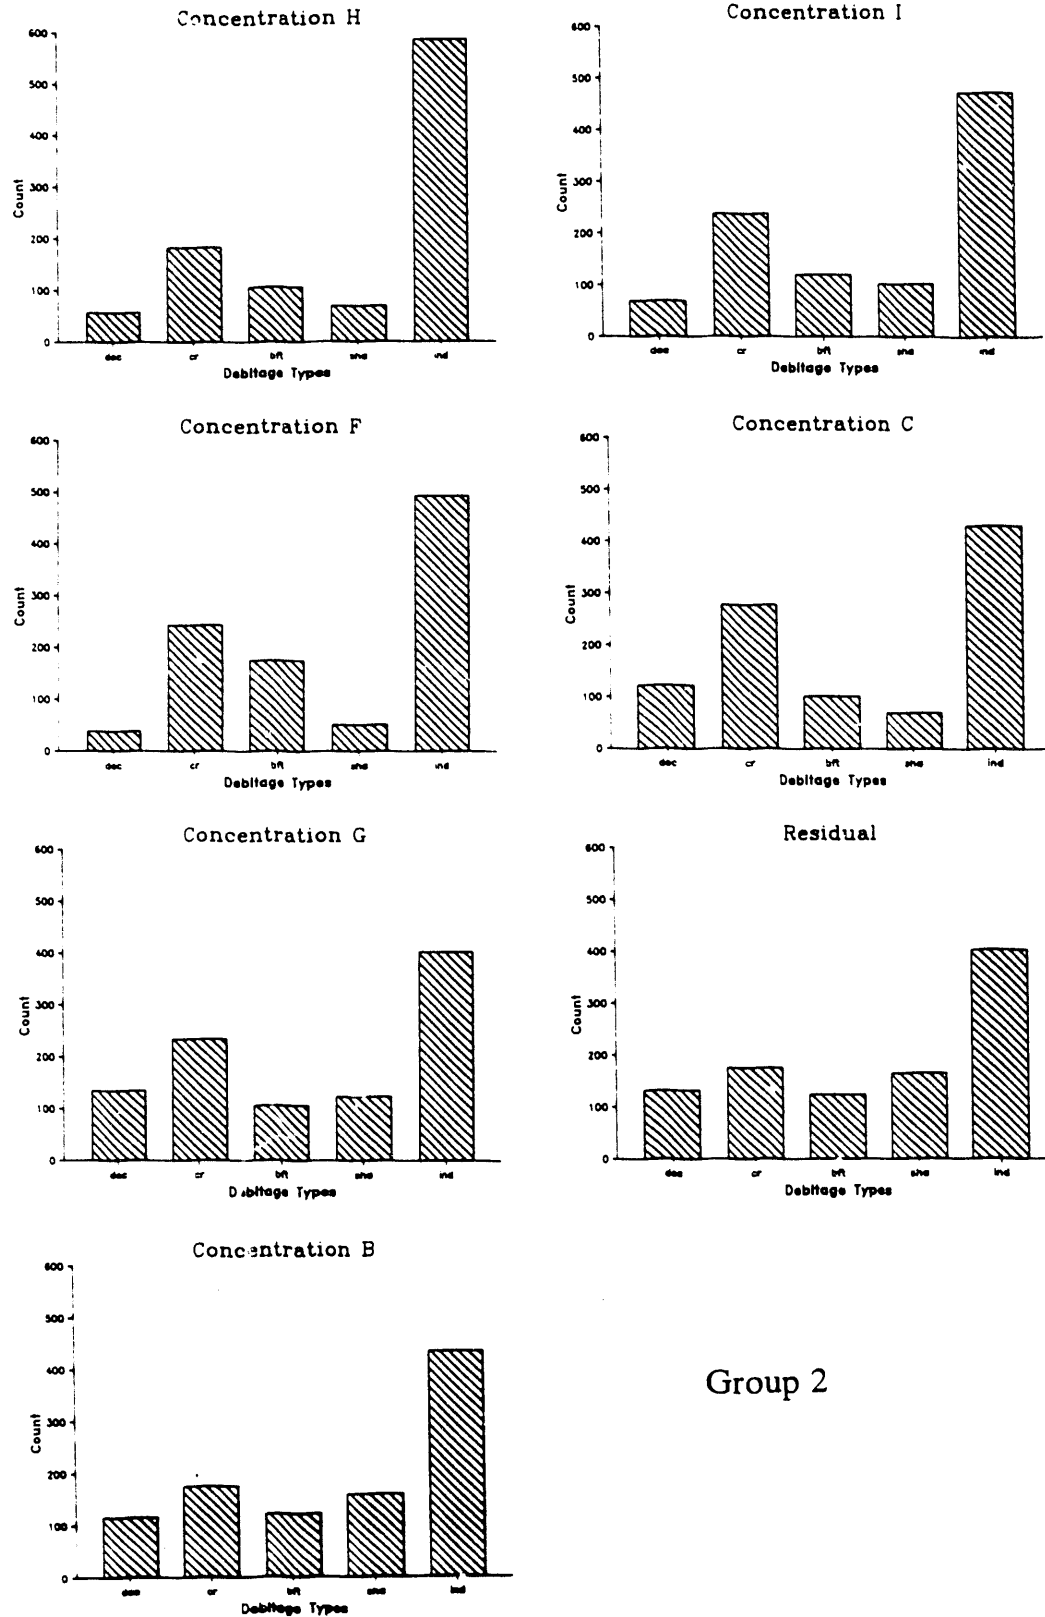 Concentration H
600
500
400
300
200
100
0
Count
dec cr bft sha ind
Debitage Types
Concentration I
600
500
400
300
200
100
0
Count
dec cr bft sha ind
Debitage Types
Concentration F
600
500
400
300
200
100
0
Count
dec cr bft sha ind
Debitage Types
Concentration C
600
500
400
300
200
100
0
Count
dec cr bft sha ind
Debitage Types
Concentration G
600
500
400
300
200
100
0
Count
dec cr bft sha ind
Debitage Types
Residual
600
500
400
300
200
100
0
Count
dec cr bft sha ind
Debitage Types
Concentration B
600
500
400
300
200
100
0
Count
dec cr bft sha ind
Debitage Types
Group 2